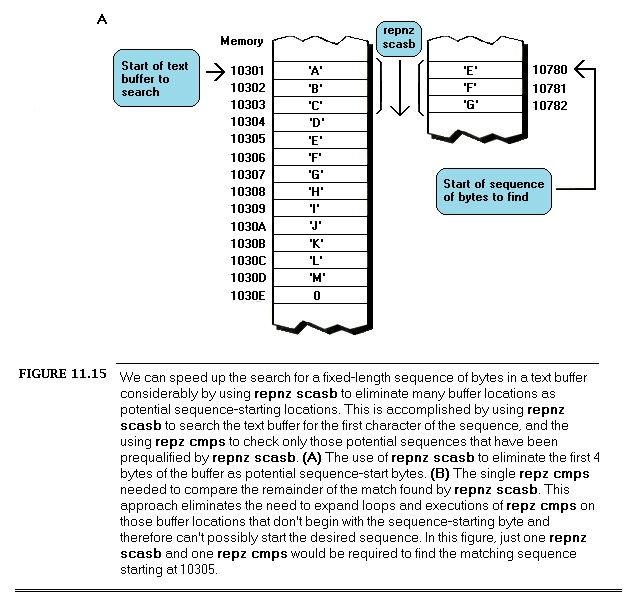 A
Memory
repnz
scasb
Start of text
buffer to
search
10301 'A'
10302 'B'
10303 'C'
10304 'D'
10305 'E'
10306 'F'
10307 'G'
10308 'H'
10309 'I'
1030A 'J'
1030B 'K'
1030C 'L'
1030D 'M'
1030E 0
'E' 10780
'F' 10781
'G' 10782
Start of sequence
of bytes to find
FIGURE 11.15 We can speed up the search for a fixed-length sequence of bytes in a text buffer
considerably by using repnz scasb to eliminate many buffer locations as
potential sequence-starting locations. This is accomplished by using repnz
scasb to search the text buffer for the first character of the sequence, and the
using repz cmps to check only those potential sequences that have been
prequalified by repnz scasb. (A) The use of repnz scasb to eliminate the first 4
bytes of the buffer as potential sequence-start bytes. (B) The single repz cmps
needed to compare the remainder of the match found by repnz scasb. This
approach eliminates the need to expand loops and executions of repz cmps on
those buffer locations that don't begin with the sequence-starting byte and
therefore can't possibly start the desired sequence. In this figure, just one repnz
scasb and one repz cmps would be required to find the matching sequence
starting at 10305.